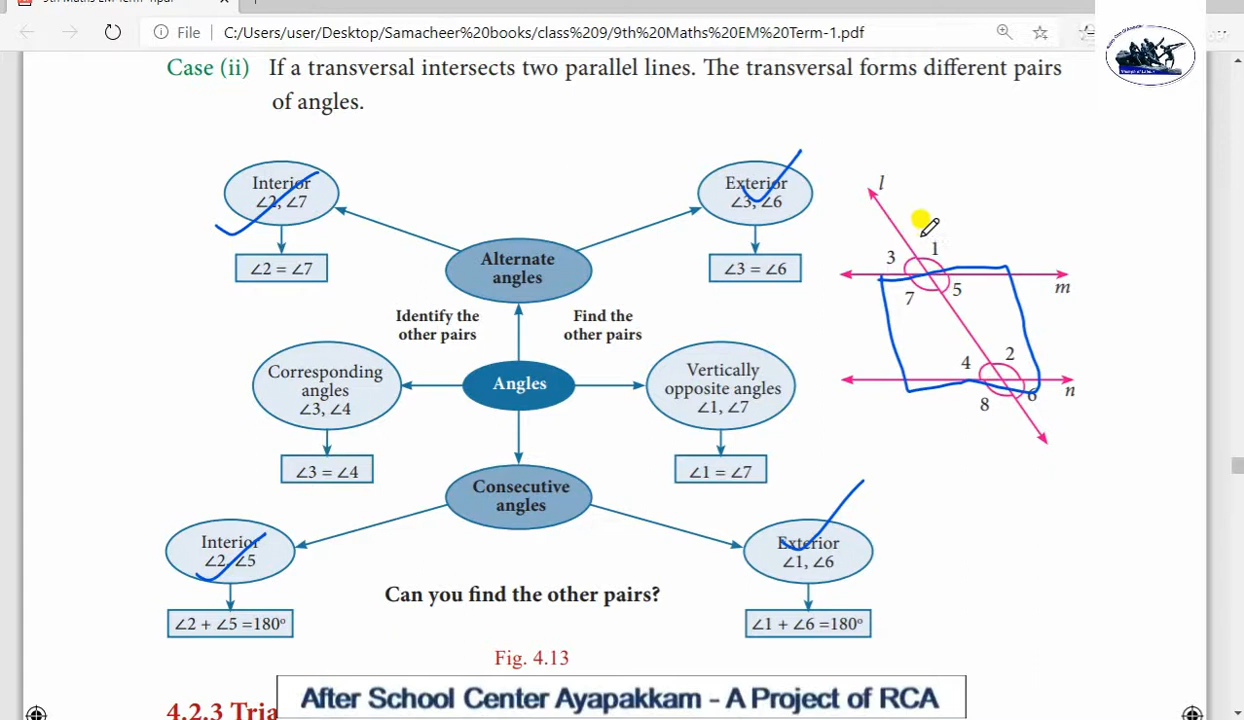 File
C:/Users/user/Desktop/Samacheer%20books/class%209/9th%20Maths%20EM%20Term-1.pdf
Case (ii) If a transversal intersects two parallel lines. The transversal forms different pairs
of angles.
Interior
∠2, ∠7
∠2 = ∠7
Exterior
∠3, ∠6
∠3 = ∠6
Alternate
angles
Identify the
other pairs
Find the
other pairs
Corresponding
angles
∠3, ∠4
∠3 = ∠4
Angles
Vertically
opposite angles
∠1, ∠7
∠1 = ∠7
Consecutive
angles
Interior
∠2, ∠5
∠2 + ∠5 =180°
Exterior
∠1, ∠6
∠1 + ∠6 =180°
Can you find the other pairs?
l
3 1
7 5
m
4 2
8 6
n
Fig. 4.13
4.2.3 Tria
After School Center Ayapakkam - A Project of RCA